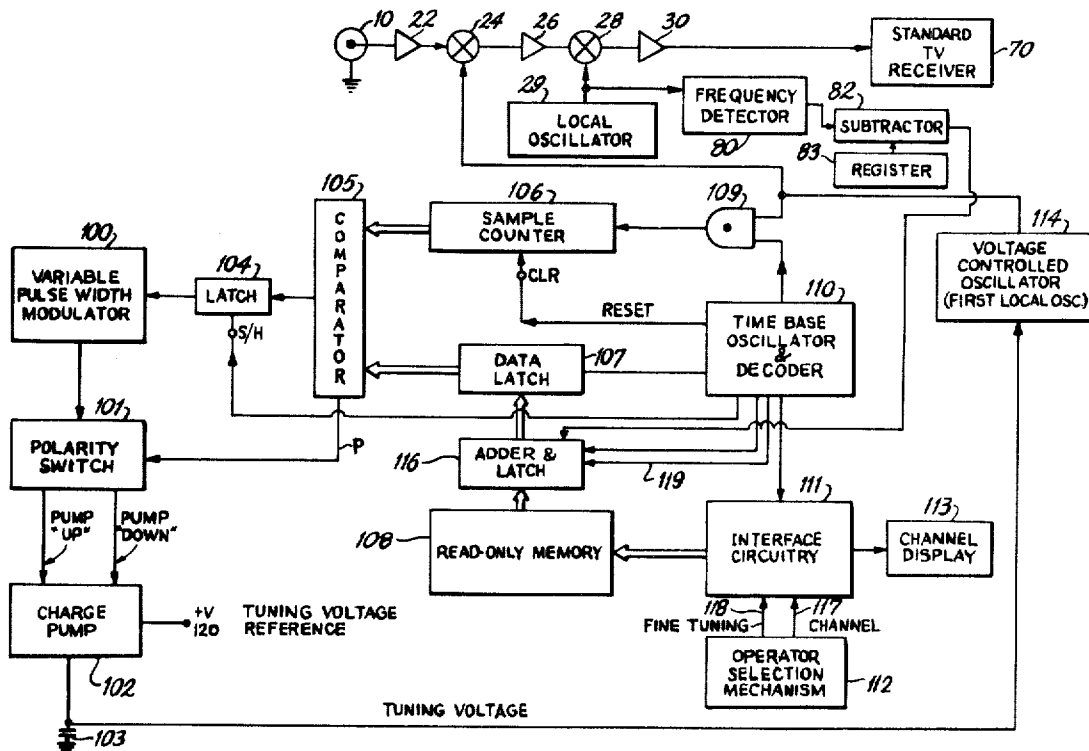 10
22
24
26
28
30
STANDARD
TV
RECEIVER
70
29
LOCAL
OSCILLATOR
FREQUENCY
DETECTOR
80
82
SUBTRACTOR
83
REGISTER
105
COMPARATOR
106
SAMPLE
COUNTER
109
114
VOLTAGE
CONTROLLED
OSCILLATOR
(FIRST LOCAL OSC)
100
VARIABLE
PULSE WIDTH
MODULATOR
104
LATCH
S/H
CLR
RESET
110
TIME BASE
OSCILLATOR
&
DECODER
107
DATA
LATCH
101
POLARITY
SWITCH
P
116
ADDER &
LATCH
119
PUMP
"UP"
PUMP
"DOWN"
108
READ-ONLY MEMORY
111
INTERFACE
CIRCUITRY
113
CHANNEL
DISPLAY
CHARGE
PUMP
102
+V
120
TUNING VOLTAGE
REFERENCE
118
FINE TUNING
117
CHANNEL
OPERATOR
SELECTION
MECHANISM
112
TUNING VOLTAGE
103